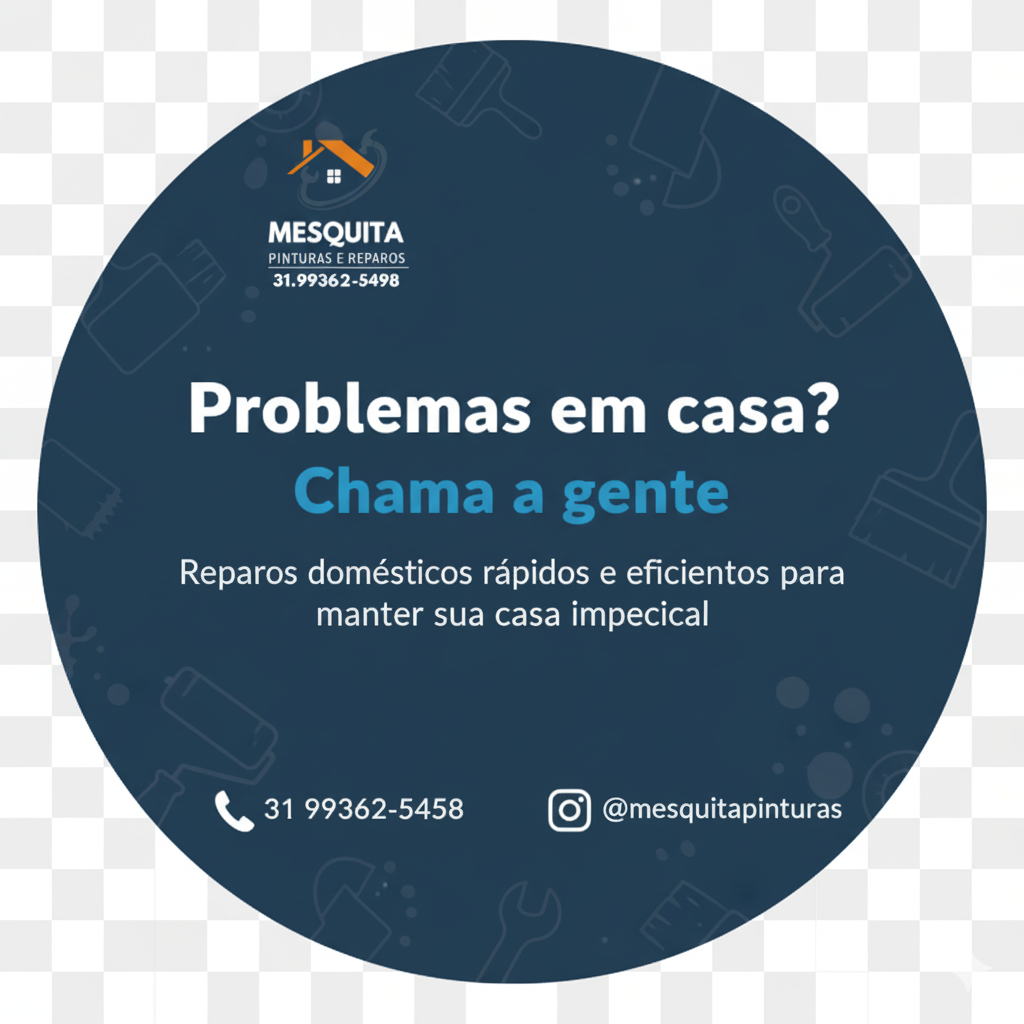 MESQUITA
PINTURAS E REPAROS
31.99362-5498
Problemas em casa?
Chama a gente
Reparos domésticos rápidos e eficientos para
manter sua casa impecical
31 99362-5458
@mesquitapinturas